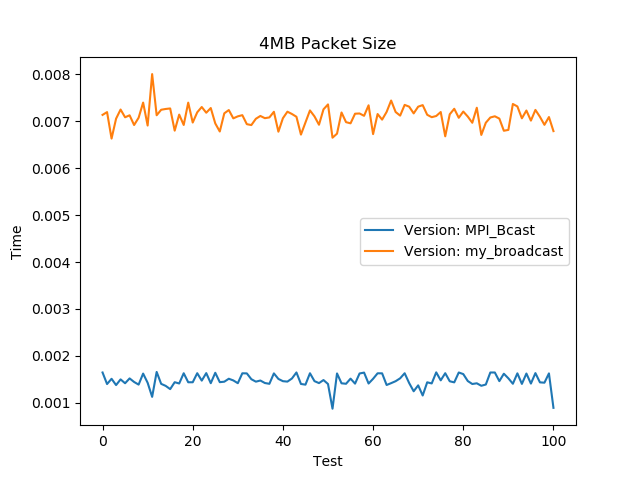 4MB Packet Size
0.008
0.007
0.006
0.005
0.004
0.003
0.002
0.001
Time
Version: MPI_Bcast
Version: my_broadcast
0 20 40 60 80 100
Test